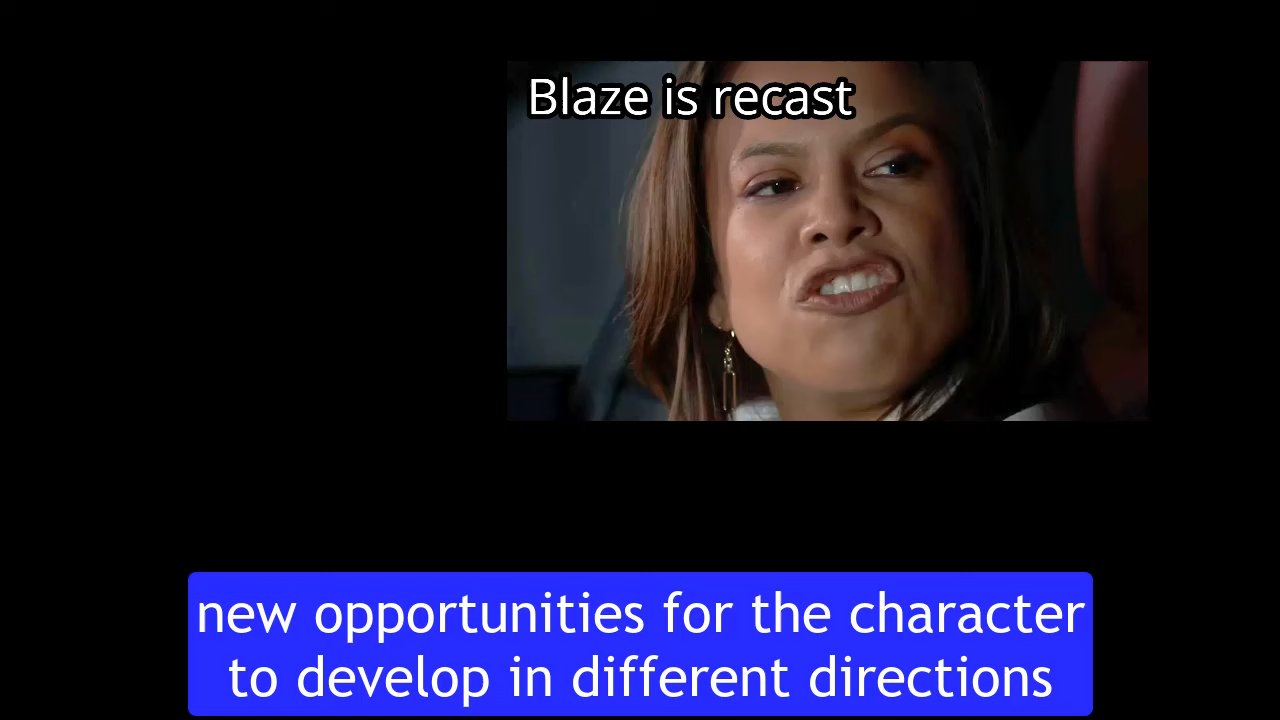 Blaze is recast
new opportunities for the character
to develop in different directions